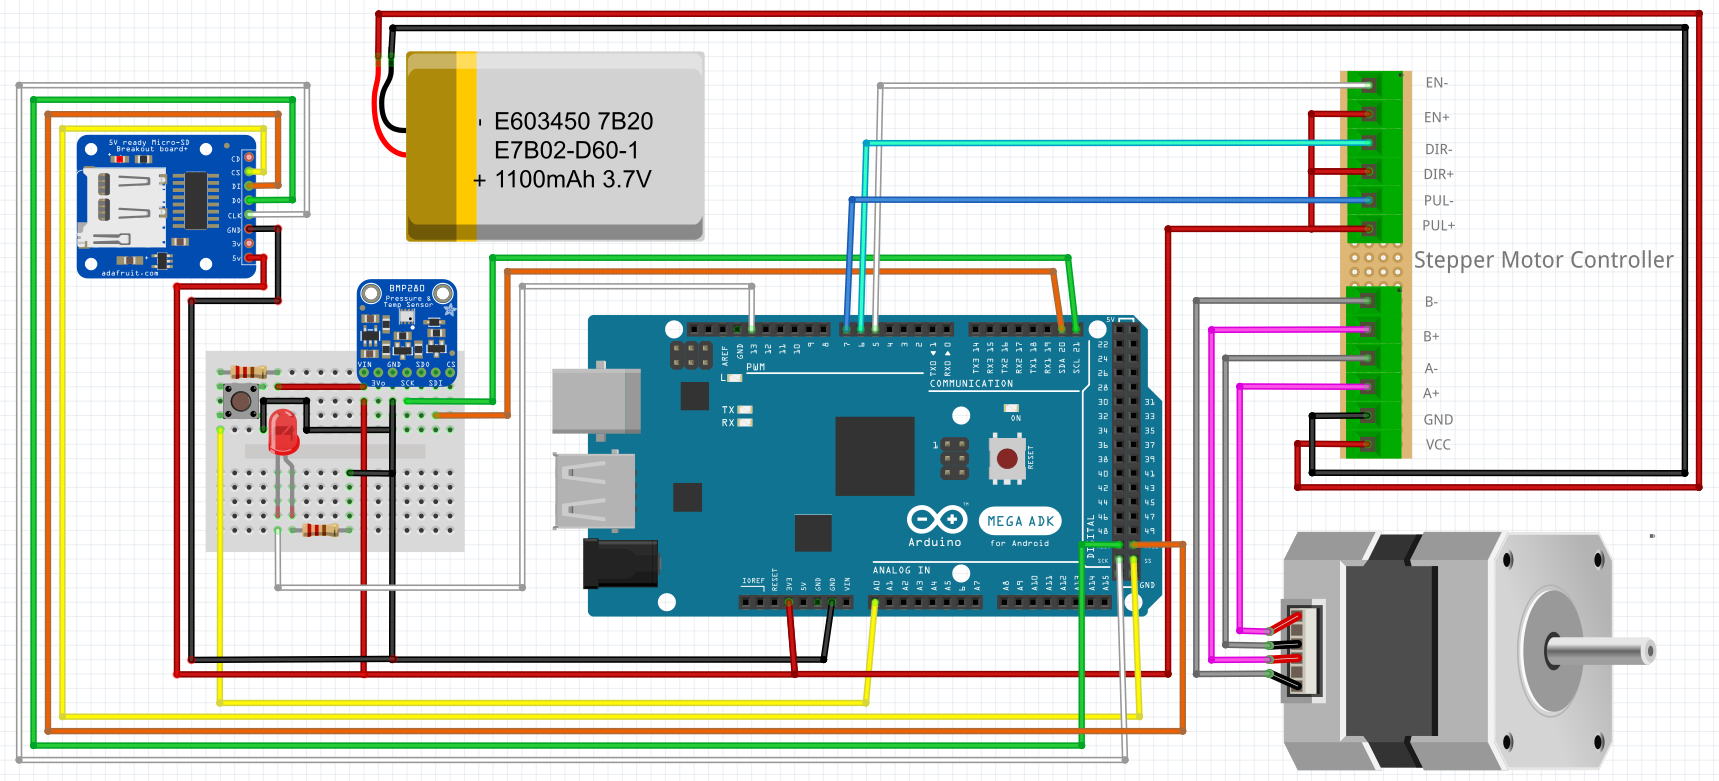 E603450 7B20
E7B02-D60-1
+ 1100mAh 3.7V
-
5V ready Micro-SD
Breakout board+
CD
CS
DI
DO
CLK
GND
3v
5v
adafruit.com
BMP280
Pressure &
Temp Sensor
VIN GND SDO CS
3Vo SCK SDI
EN-
EN+
DIR-
DIR+
PUL-
PUL+
Stepper Motor Controller
B-
B+
A-
A+
GND
VCC
AREF
GND
13
12
11
10
9
8
7
6
5
4
3
2
TXD ◀ 1
RXD ▶ 0
TX3 14
RX3 15
TX2 16
RX2 17
TX1 18
RX1 19
SDA 20
SCL 21
PWM
COMMUNICATION
L
TX
RX
ON
1
RESET
5V
22
24
26
28
30
32
34
36
38
40
42
44
46
48
31
33
35
37
39
41
43
45
47
49
DIGITAL
SCK
SS
GND
Arduino
™
MEGA ADK
for Android
ANALOG IN
IOREF
RESET
3V3
5V
GND
GND
VIN
A0
A1
A2
A3
A4
A5
6
A7
A8
A9
A10
A11
A12
A13
A14
A15